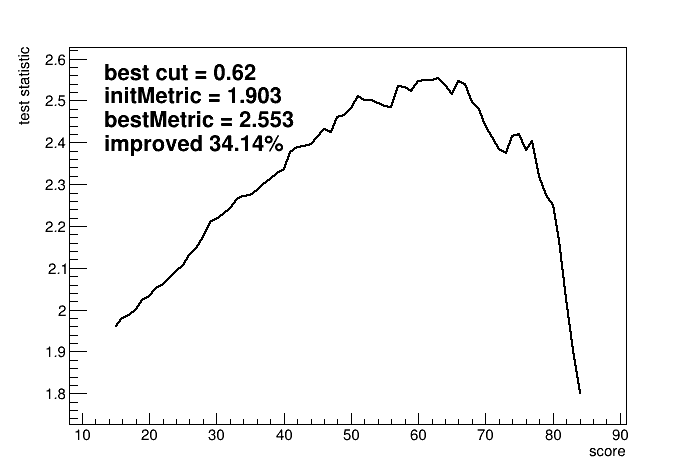 test statistic
2.6
2.5
2.4
2.3
2.2
2.1
2
1.9
1.8
best cut = 0.62
initMetric = 1.903
bestMetric = 2.553
improved 34.14%
10 20 30 40 50 60 70 80 90
score